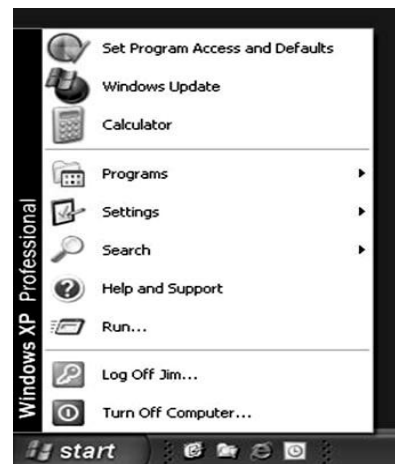 Set Program Access and Defaults
Windows Update
Calculator
Programs
Settings
Search
Help and Support
Run...
Log Off Jim...
Turn Off Computer...
Windows XP Professional
start